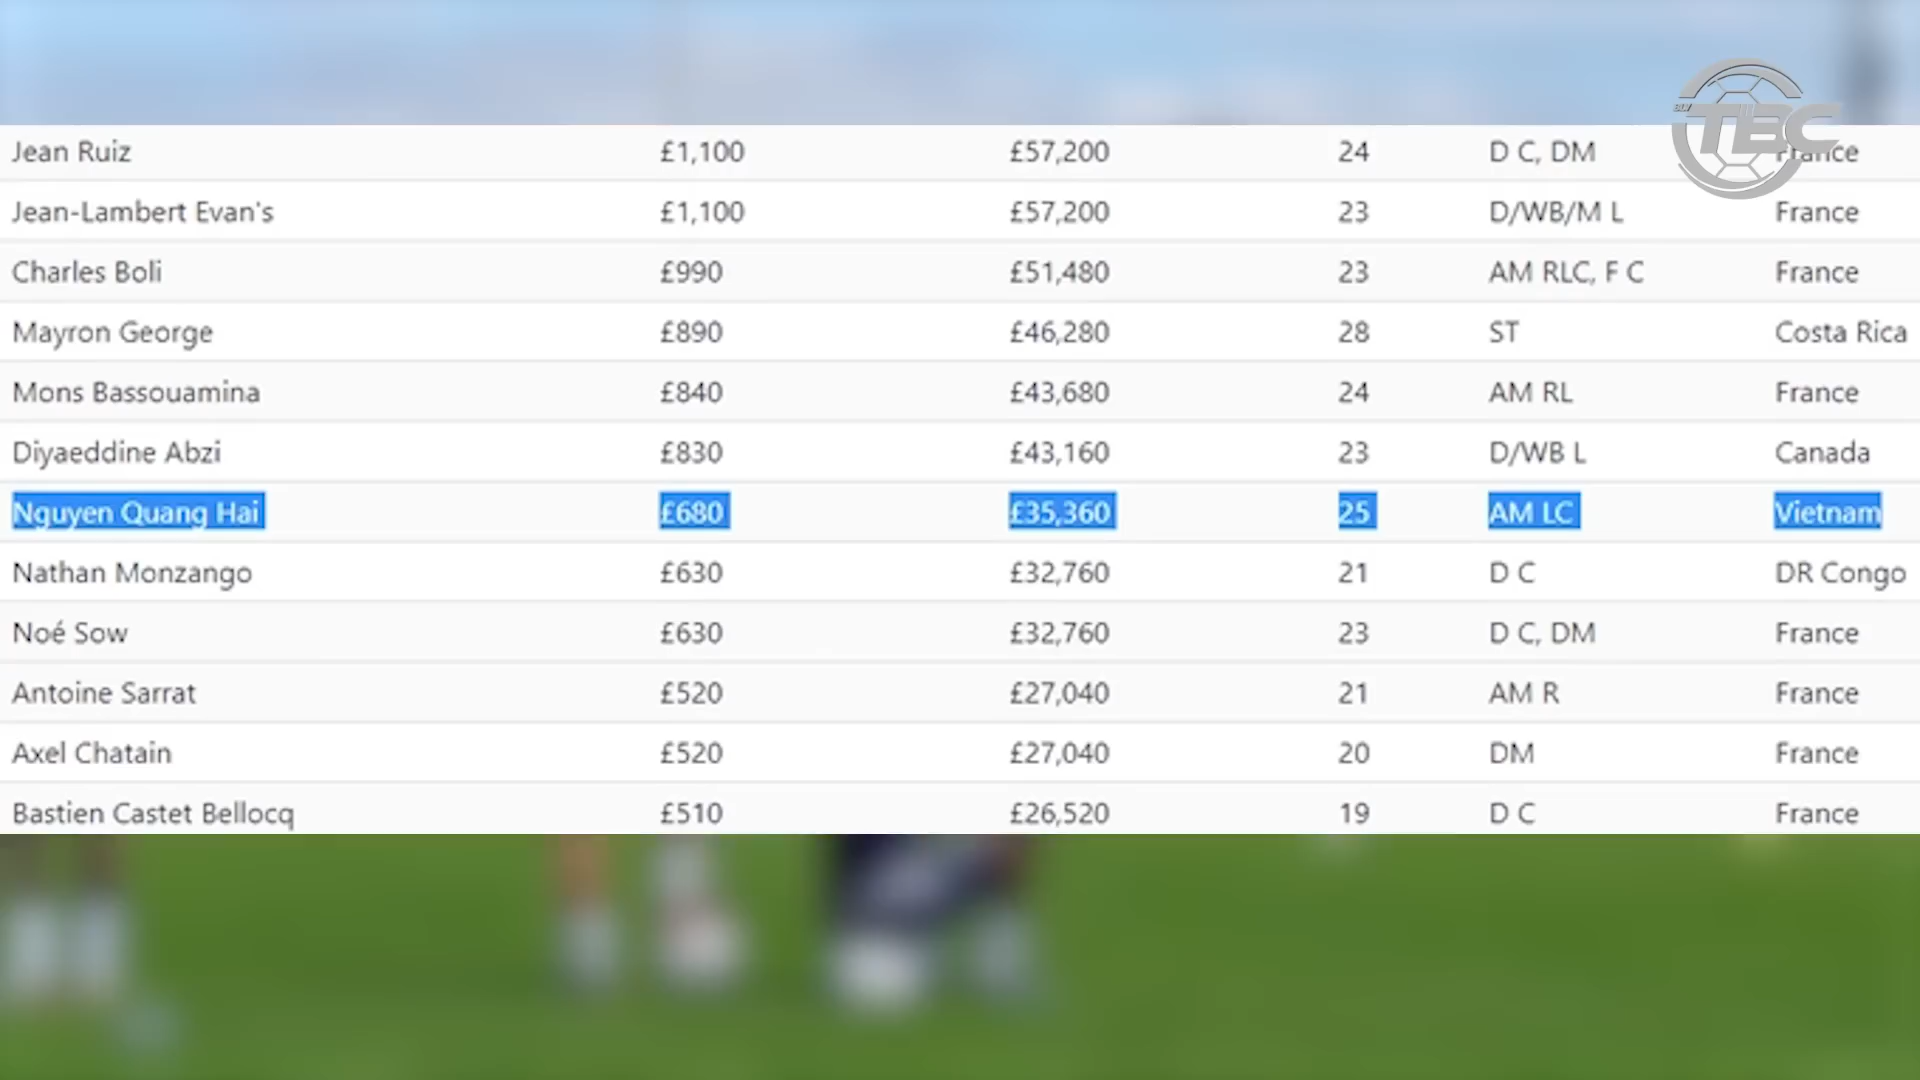 BLV TBC
Jean Ruiz £1,100 £57,200 24 D C, DM France
Jean-Lambert Evan's £1,100 £57,200 23 D/WB/M L France
Charles Boli £990 £51,480 23 AM RLC, F C France
Mayron George £890 £46,280 28 ST Costa Rica
Mons Bassouamina £840 £43,680 24 AM RL France
Diyaeddine Abzi £830 £43,160 23 D/WB L Canada
Nguyen Quang Hai £680 £35,360 25 AM LC Vietnam
Nathan Monzango £630 £32,760 21 D C DR Congo
Noé Sow £630 £32,760 23 D C, DM France
Antoine Sarrat £520 £27,040 21 AM R France
Axel Chatain £520 £27,040 20 DM France
Bastien Castet Bellocq £510 £26,520 19 D C France